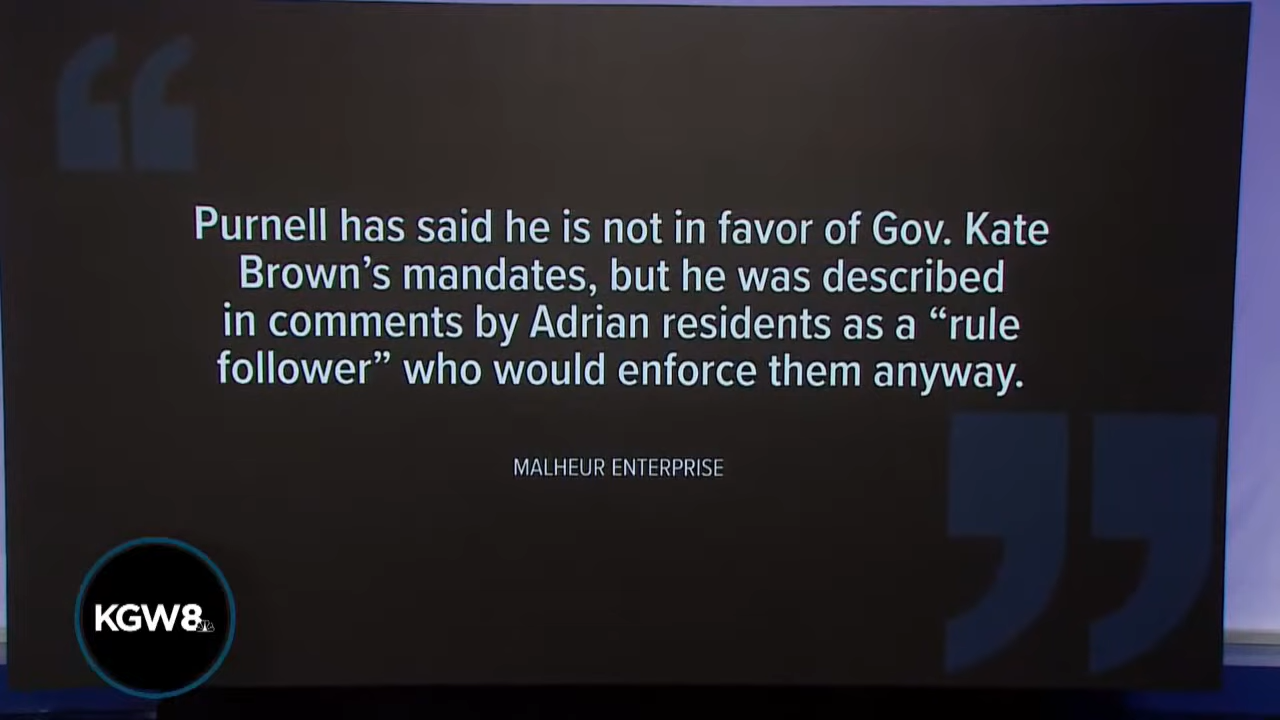 Purnell has said he is not in favor of Gov. Kate
Brown’s mandates, but he was described
in comments by Adrian residents as a “rule
follower” who would enforce them anyway.
MALHEUR ENTERPRISE
KGW8